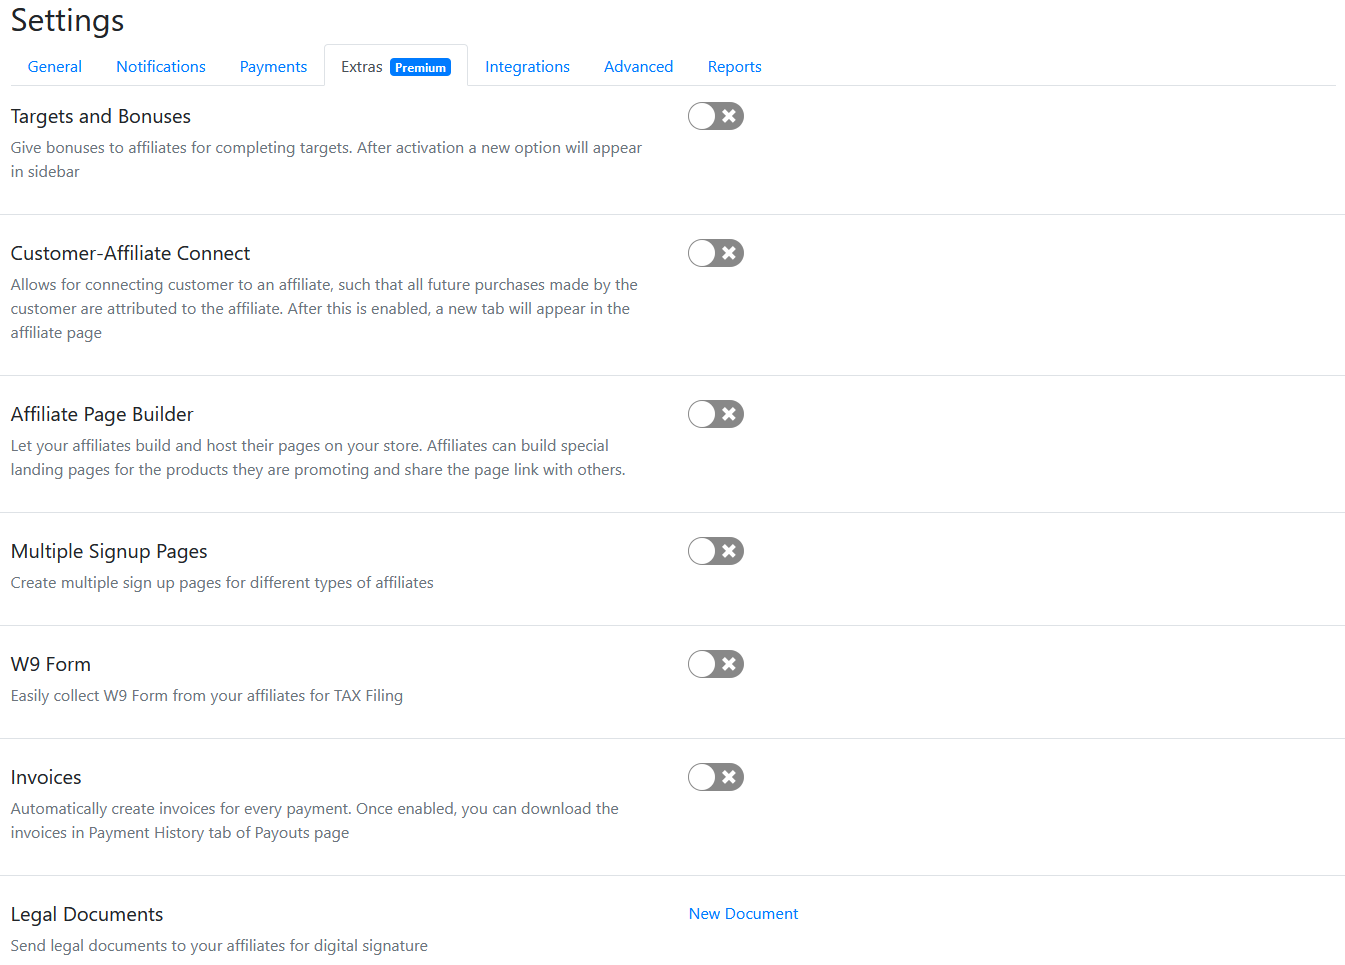 Settings
General Notifications Payments Extras Premium Integrations Advanced Reports
Targets and Bonuses
Give bonuses to affiliates for completing targets. After activation a new option will appear
in sidebar
Customer-Affiliate Connect
Allows for connecting customer to an affiliate, such that all future purchases made by the
customer are attributed to the affiliate. After this is enabled, a new tab will appear in the
affiliate page
Affiliate Page Builder
Let your affiliates build and host their pages on your store. Affiliates can build special
landing pages for the products they are promoting and share the page link with others.
Multiple Signup Pages
Create multiple sign up pages for different types of affiliates
W9 Form
Easily collect W9 Form from your affiliates for TAX Filing
Invoices
Automatically create invoices for every payment. Once enabled, you can download the
invoices in Payment History tab of Payouts page
Legal Documents New Document
Send legal documents to your affiliates for digital signature